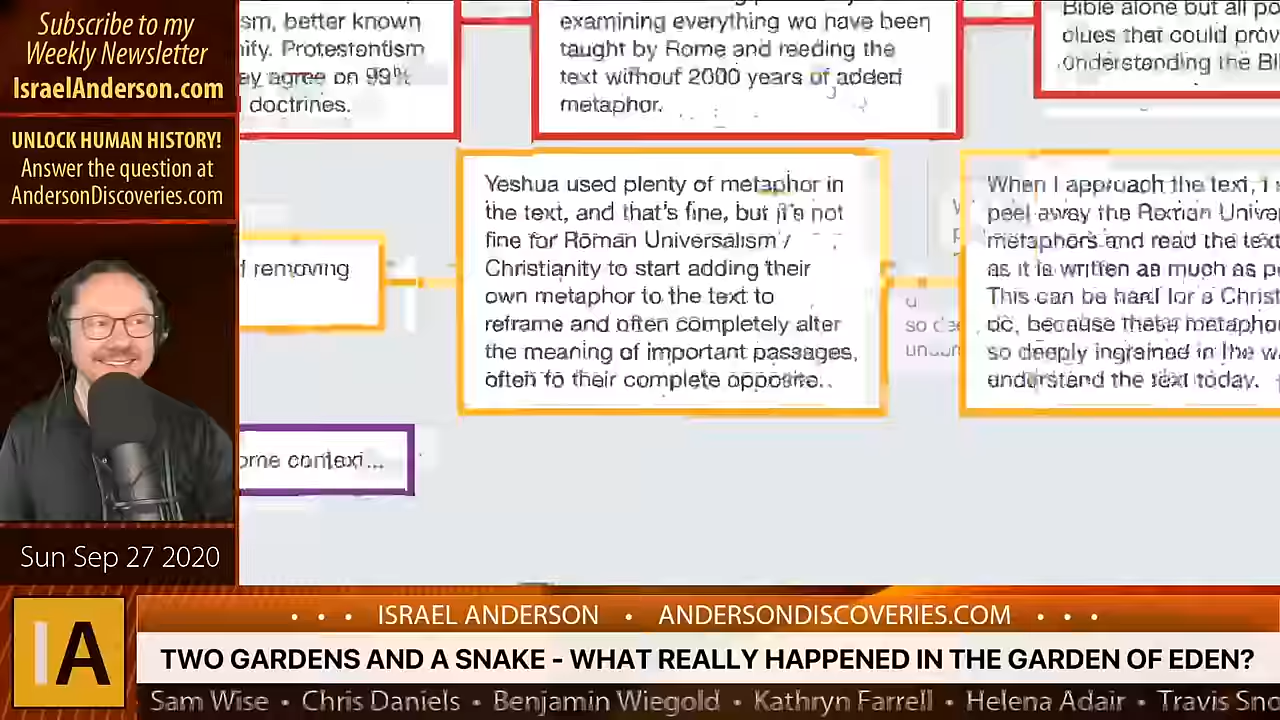 Subscribe to my
Weekly Newsletter
IsraelAnderson.com
UNLOCK HUMAN HISTORY!
Answer the question at
AndersonDiscoveries.com
sm, better known
Protestantism
agree on 99%
doctrines.
examining everything we have been
taught by Rome and reading the
text without 2000 years of added
metaphor.
Bible alone but all
clues that could
understanding the
removing
Yeshua used plenty of metaphor in
the text, and that's fine, but it's not
fine for Roman Universalism /
Christianity to start adding their
own metaphor to the text to
reframe and often completely alter
the meaning of important passages,
often to their complete opposite..
When I approach the text, I
peel away the Roman
metaphors and read the text
as it is written as much as
This can be hard for a
because these
so deeply ingrained in the
understand the text today.
Sun Sep 27 2020
IA
• • • ISRAEL ANDERSON • ANDERSONDISCOVERIES.COM • • •
TWO GARDENS AND A SNAKE - WHAT REALLY HAPPENED IN THE GARDEN OF EDEN?
Sam Wise • Chris Daniels • Benjamin Wiegold • Kathryn Farrell • Helena Adair • Travis